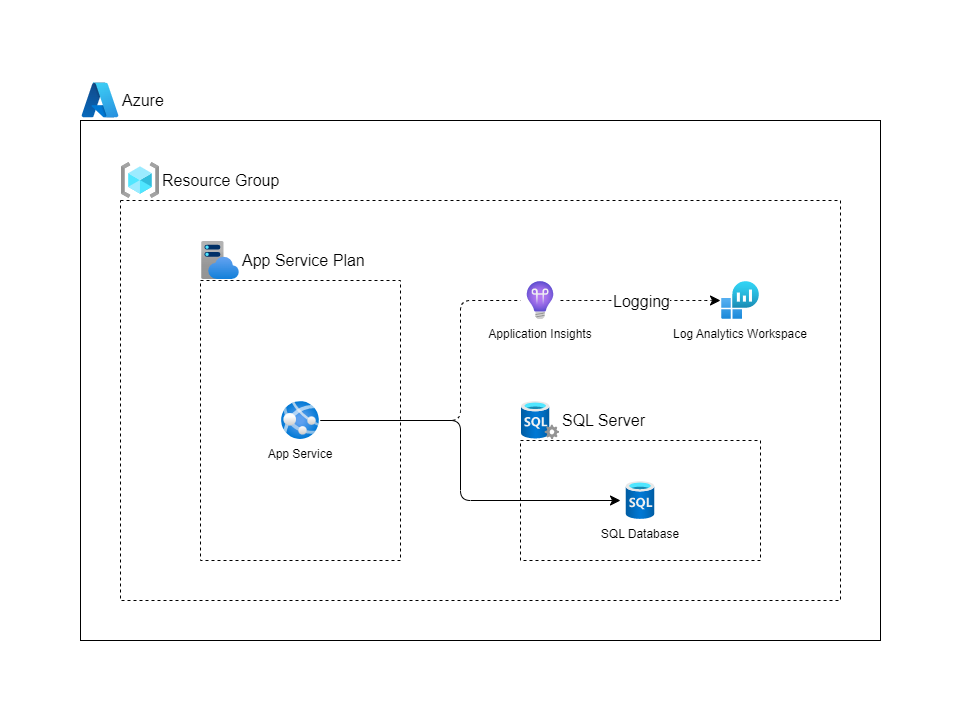 Azure
Resource Group
App Service Plan
Logging
Application Insights
Log Analytics Workspace
SQL
SQL Server
App Service
SQL
SQL Database